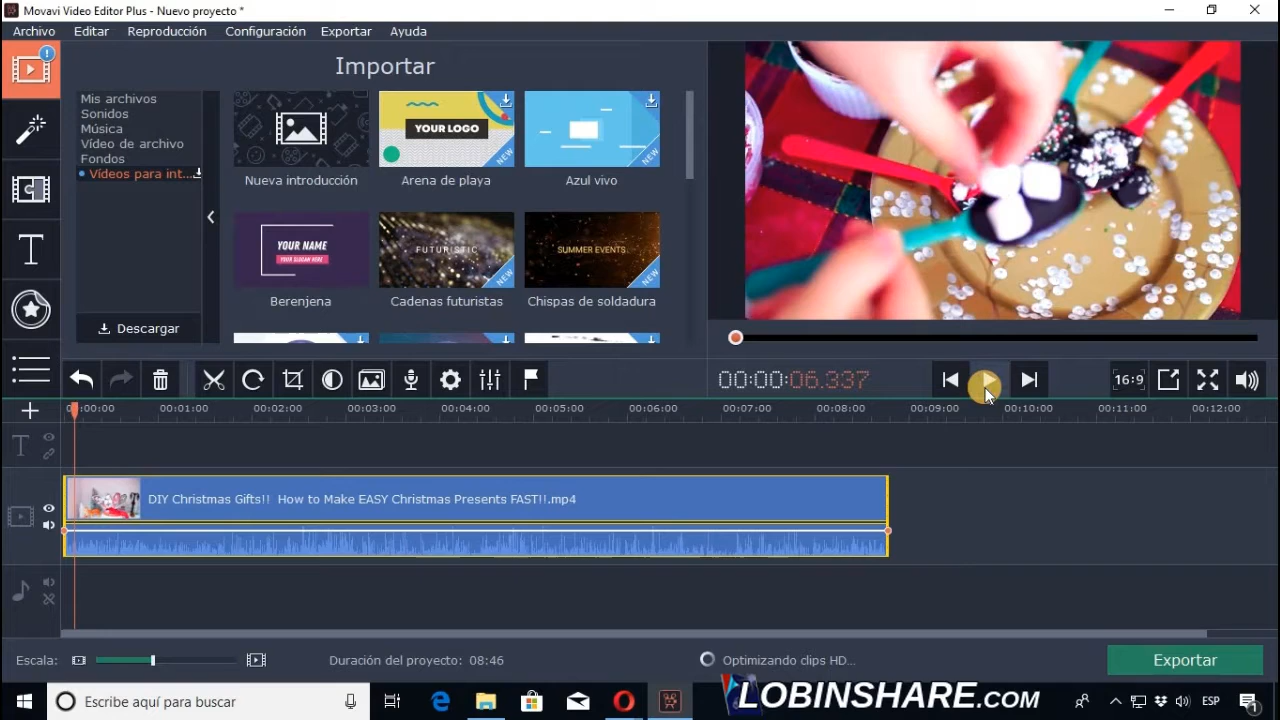 Movavi Video Editor Plus - Nuevo proyecto *
Archivo Editar Reproducción Configuración Exportar Ayuda
Importar
Mis archivos
Sonidos
Música
Vídeo de archivo
Fondos
Vídeos para int...
Descargar
YOUR LOGO
NEW
NEW
Nueva introducción Arena de playa Azul vivo
YOUR NAME
YOUR SLOGAN HERE
FUTURISTIC
NEW
SUMMER EVENTS
NEW
Berenjena Cadenas futuristas Chispas de soldadura
00:00:06.337
16:9
00:00:00 00:01:00 00:02:00 00:03:00 00:04:00 00:05:00 00:06:00 00:07:00 00:08:00 00:09:00 00:10:00 00:11:00 00:12:00
DIY Christmas Gifts!! How to Make EASY Christmas Presents FAST!!.mp4
Escala: Duración del proyecto: 08:46 Optimizando clips HD... Exportar
Escribe aquí para buscar
LOBINSHARE.COM
ESP
1